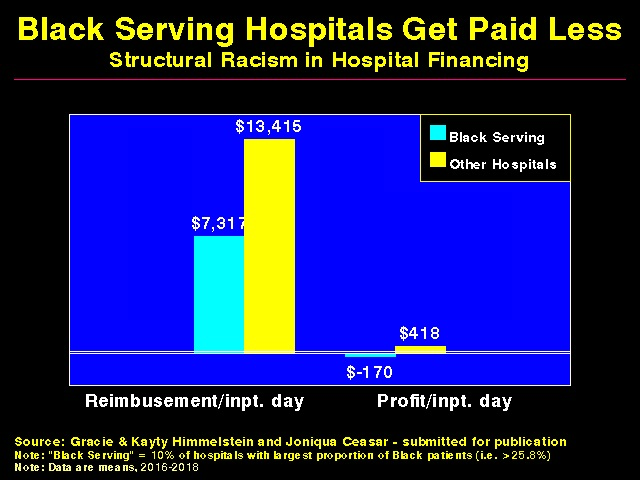 Black Serving Hospitals Get Paid Less
Structural Racism in Hospital Financing
$13,415
Black Serving
Other Hospitals
$7,317
$418
$-170
Reimbusement/inpt. day
Profit/inpt. day
Source: Gracie & Kayty Himmelstein and Joniqua Ceasar - submitted for publication
Note: "Black Serving" = 10% of hospitals with largest proportion of Black patients (i.e. >25.8%)
Note: Data are means, 2016-2018